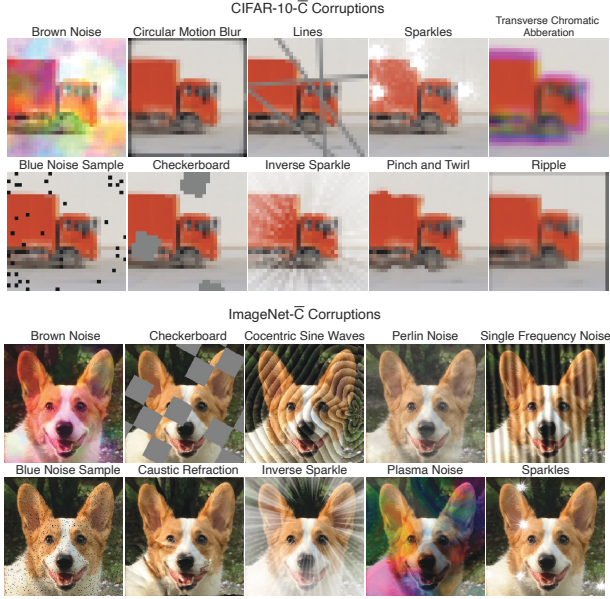 CIFAR-10-C̅ Corruptions
Brown Noise
Circular Motion Blur
Lines
Sparkles
Transverse Chromatic
Abberation
Blue Noise Sample
Checkerboard
Inverse Sparkle
Pinch and Twirl
Ripple
ImageNet-C̅ Corruptions
Brown Noise
Checkerboard
Cocentric Sine Waves
Perlin Noise
Single Frequency Noise
Blue Noise Sample
Caustic Refraction
Inverse Sparkle
Plasma Noise
Sparkles